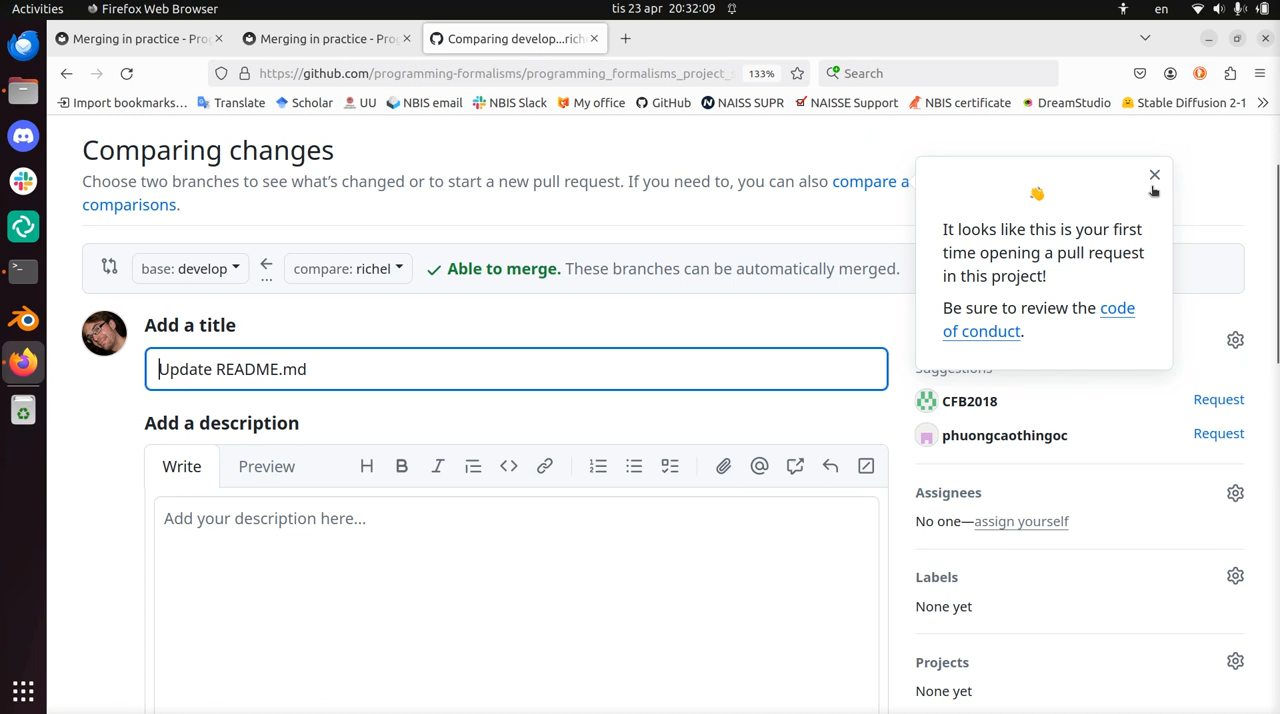 Activities
Firefox Web Browser
tis 23 apr 20:32:09
en
Merging in practice - Pro
Merging in practice - Pro
Comparing develop...rich
https://github.com/programming-formalisms/programming_formalisms_project_s
133%
Search
Import bookmarks...
Translate
Scholar
UU
NBIS email
NBIS Slack
My office
GitHub
NAISS SUPR
NAISSE Support
NBIS certificate
DreamStudio
Stable Diffusion 2-1
Comparing changes
Choose two branches to see what's changed or to start a new pull request. If you need to, you can also compare a
comparisons.
base: develop
compare: richel
Able to merge. These branches can be automatically merged.
It looks like this is your first
time opening a pull request
in this project!
Be sure to review the code
of conduct.
Add a title
Update README.md
Add a description
Write
Preview
Add your description here...
Suggestions
CFB2018
Request
phuongcaothingoc
Request
Assignees
No one—assign yourself
Labels
None yet
Projects
None yet